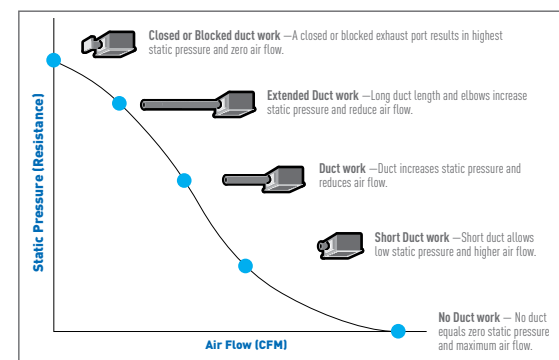 Closed or Blocked duct work —A closed or blocked exhaust port results in highest
static pressure and zero air flow.
Extended Duct work —Long duct length and elbows increase
static pressure and reduce air flow.
Duct work —Duct increases static pressure and
reduces air flow.
Short Duct work —Short duct allows
low static pressure and higher air flow.
No Duct work — No duct
equals zero static pressure
and maximum air flow.
Static Pressure (Resistance)
Air Flow (CFM)